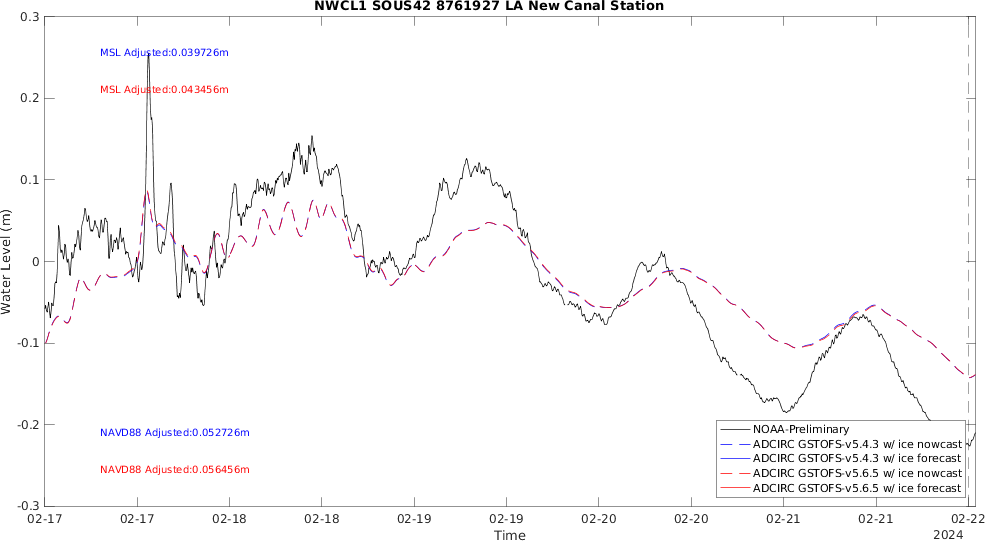 NWCL1 SOUS42 8761927 LA New Canal Station
0.3
0.2
0.1
0
-0.1
-0.2
-0.3
Water Level (m)
MSL Adjusted:0.039726m
MSL Adjusted:0.043456m
NAVD88 Adjusted:0.052726m
NAVD88 Adjusted:0.056456m
NOAA-Preliminary
ADCIRC GSTOFS-v5.4.3 w/ ice nowcast
ADCIRC GSTOFS-v5.4.3 w/ ice forecast
ADCIRC GSTOFS-v5.6.5 w/ ice nowcast
ADCIRC GSTOFS-v5.6.5 w/ ice forecast
02-17 02-17 02-18 02-18 02-19 02-19 02-20 02-20 02-21 02-21 02-22
Time
2024